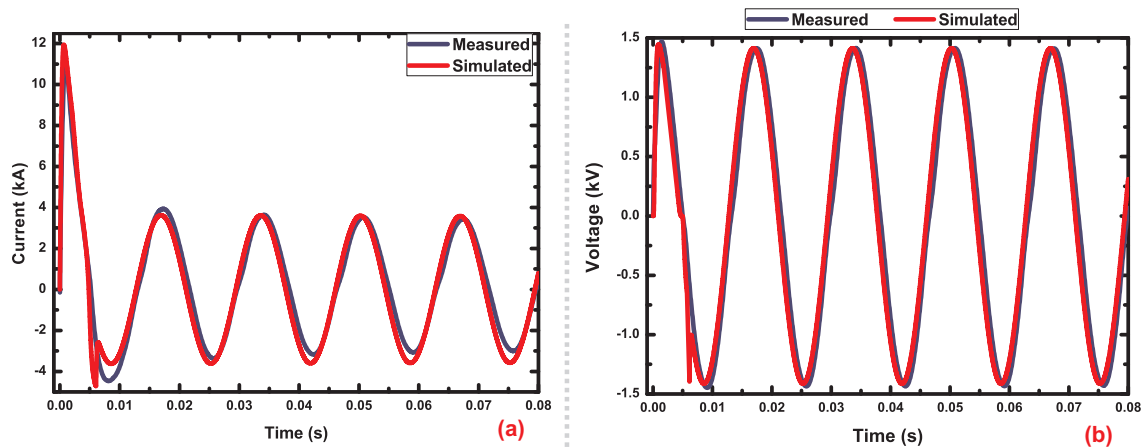 Measured
Simulated
Current (kA)
12
10
8
6
4
2
0
-2
-4
0.00 0.01 0.02 0.03 0.04 0.05 0.06 0.07 0.08
Time (s)
(a)
Measured Simulated
Voltage (kV)
1.5
1.0
0.5
0.0
-0.5
-1.0
-1.5
0.00 0.01 0.02 0.03 0.04 0.05 0.06 0.07 0.08
Time (s)
(b)